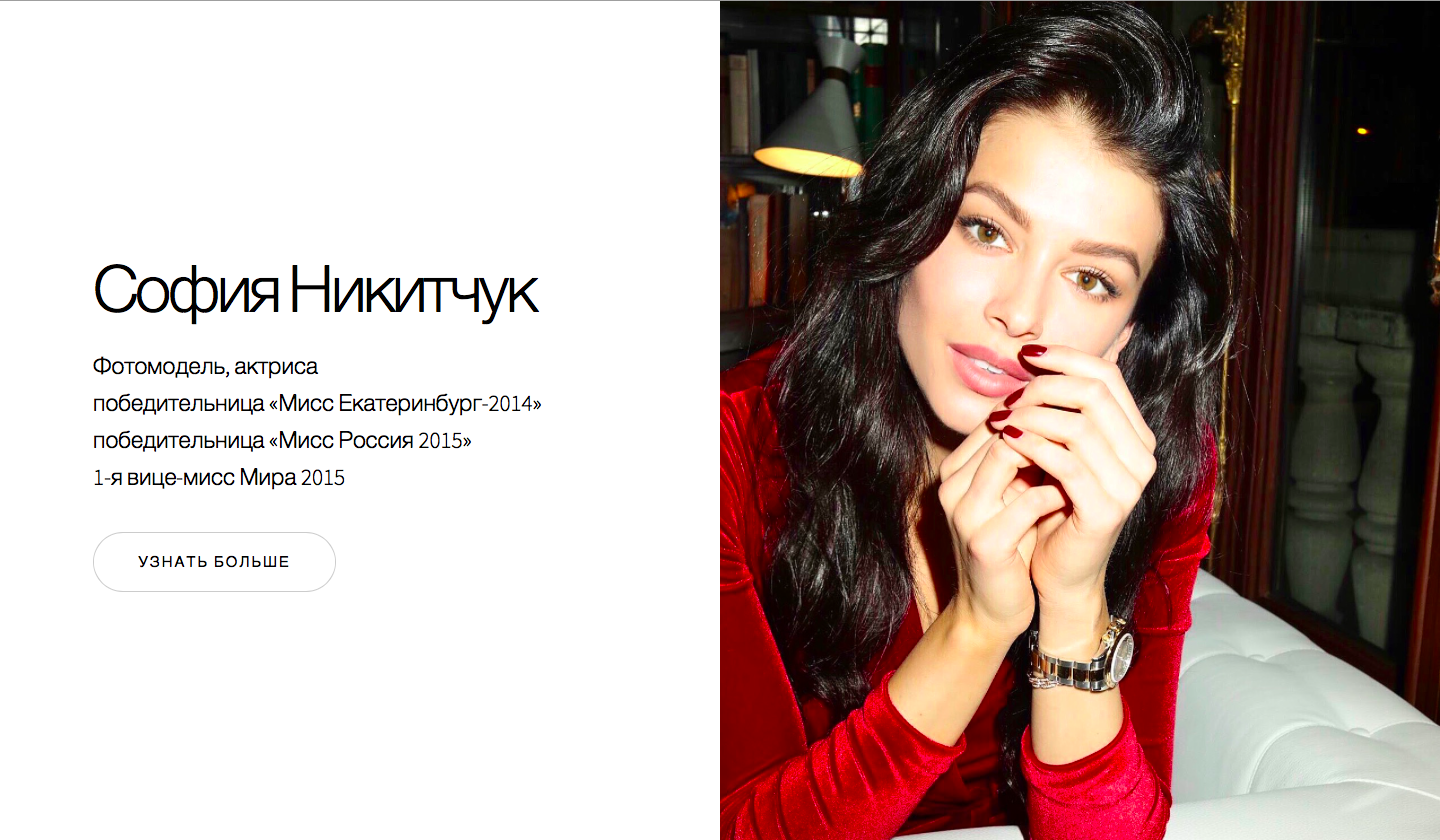 София Никитчук
Фотомодель, актриса
победительница «Мисс Екатеринбург-2014»
победительница «Мисс Россия 2015»
1-я вице-мисс Мира 2015
УЗНАТЬ БОЛЬШЕ